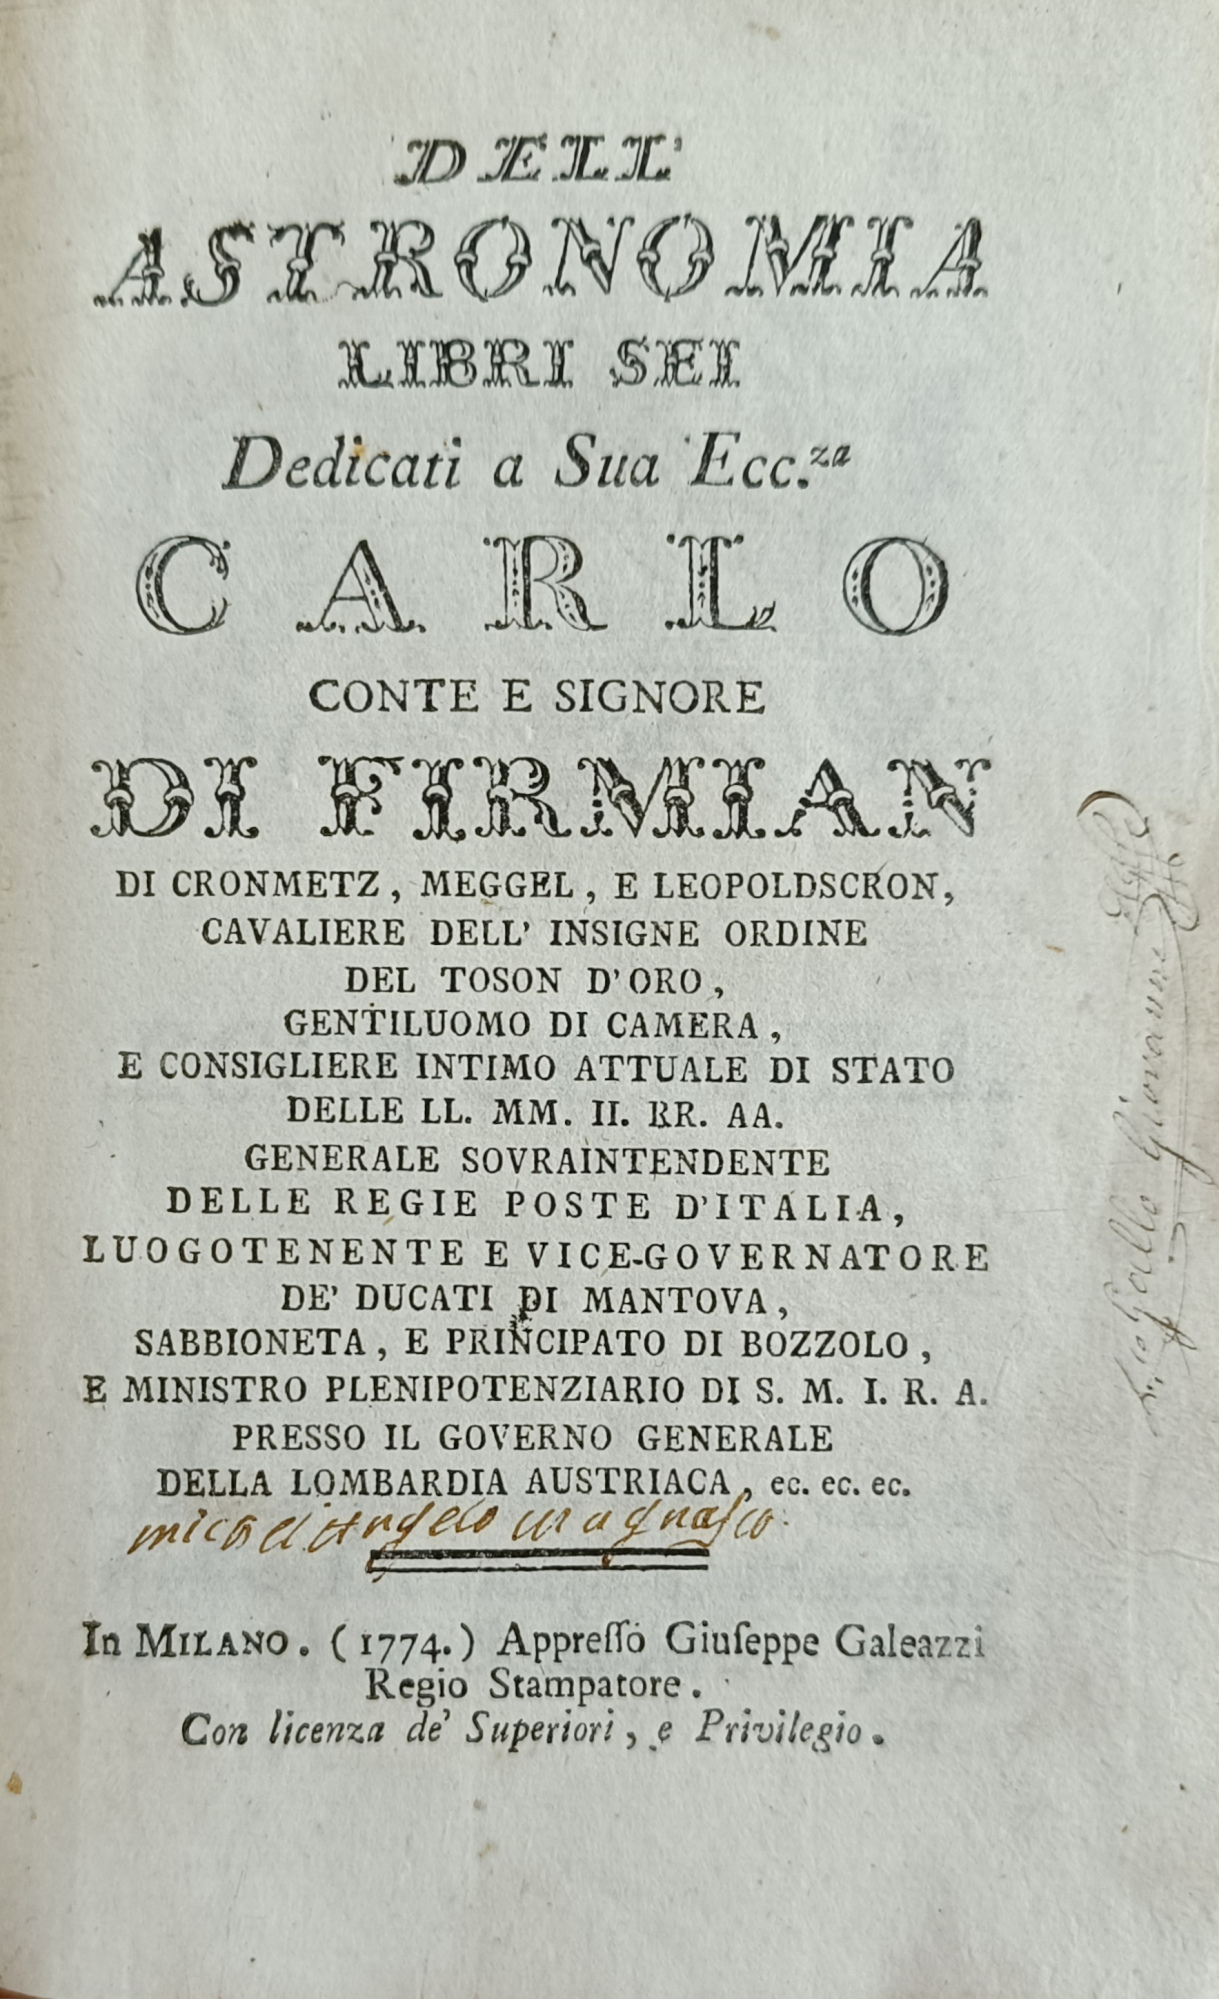 DELL'
ASTRONOMIA
LIBRI SEI
Dedicati a Sua Ecc.za
CARLO
CONTE E SIGNORE
DI FIRMIAN
DI CRONMETZ, MEGGEL, E LEOPOLDSCRON,
CAVALIERE DELL' INSIGNE ORDINE
DEL TOSON D'ORO,
GENTILUOMO DI CAMERA,
E CONSIGLIERE INTIMO ATTUALE DI STATO
DELLE LL. MM. II. RR. AA.
GENERALE SOVRAINTENDENTE
DELLE REGIE POSTE D'ITALIA,
LUOGOTENENTE E VICE-GOVERNATORE
DE' DUCATI DI MANTOVA,
SABBIONETA, E PRINCIPATO DI BOZZOLO,
E MINISTRO PLENIPOTENZIARIO DI S. M. I. R. A.
PRESSO IL GOVERNO GENERALE
DELLA LOMBARDIA AUSTRIACA, ec. ec. ec.
In MILANO. (1774.) Appreſſo Giuſeppe Galeazzi
Regio Stampatore.
Con licenza de' Superiori, e Privilegio.
Gallo Giovanni